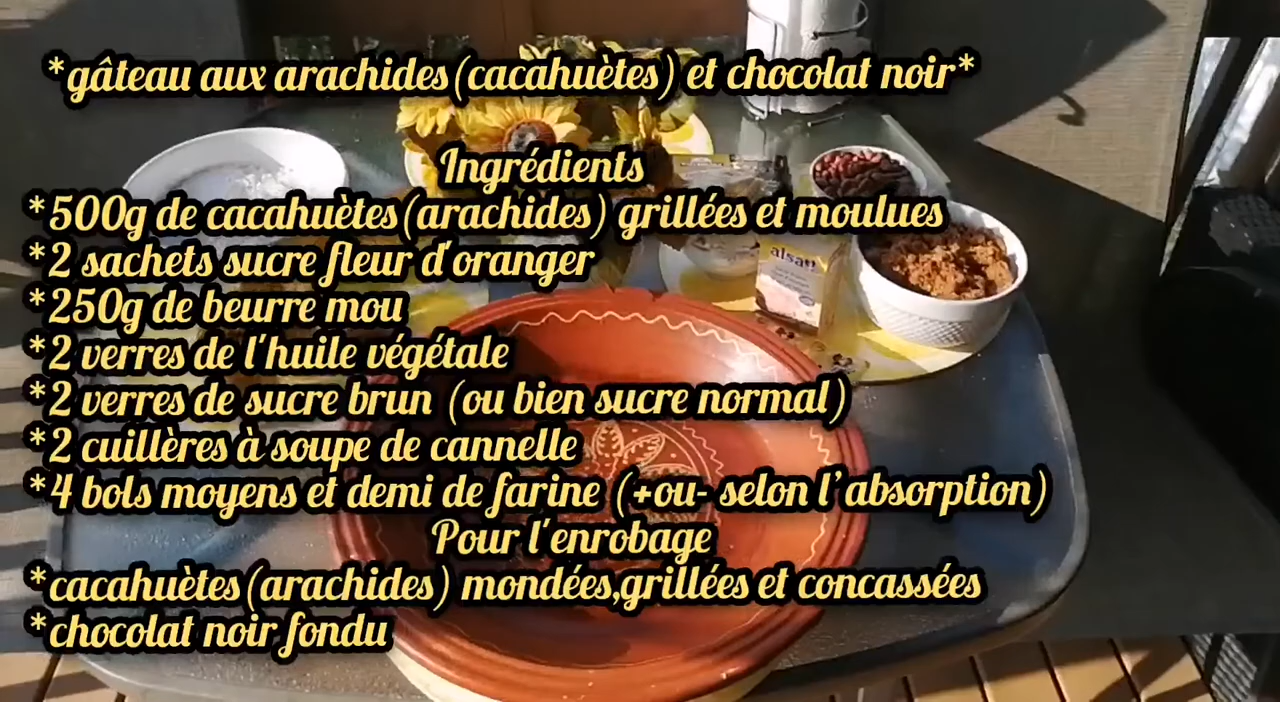 *gâteau aux arachides(cacahuètes) et chocolat noir*
Ingrédients
*500g de cacahuètes(arachides) grillées et moulues
*2 sachets sucre fleur d'oranger
*250g de beurre mou
*2 verres de l'huile végétale
*2 verres de sucre brun (ou bien sucre normal)
*2 cuillères à soupe de cannelle
*4 bols moyens et demi de farine (+ou- selon l’absorption)
Pour l'enrobage
*cacahuètes(arachides) mondées,grillées et concassées
*chocolat noir fondu
alsa